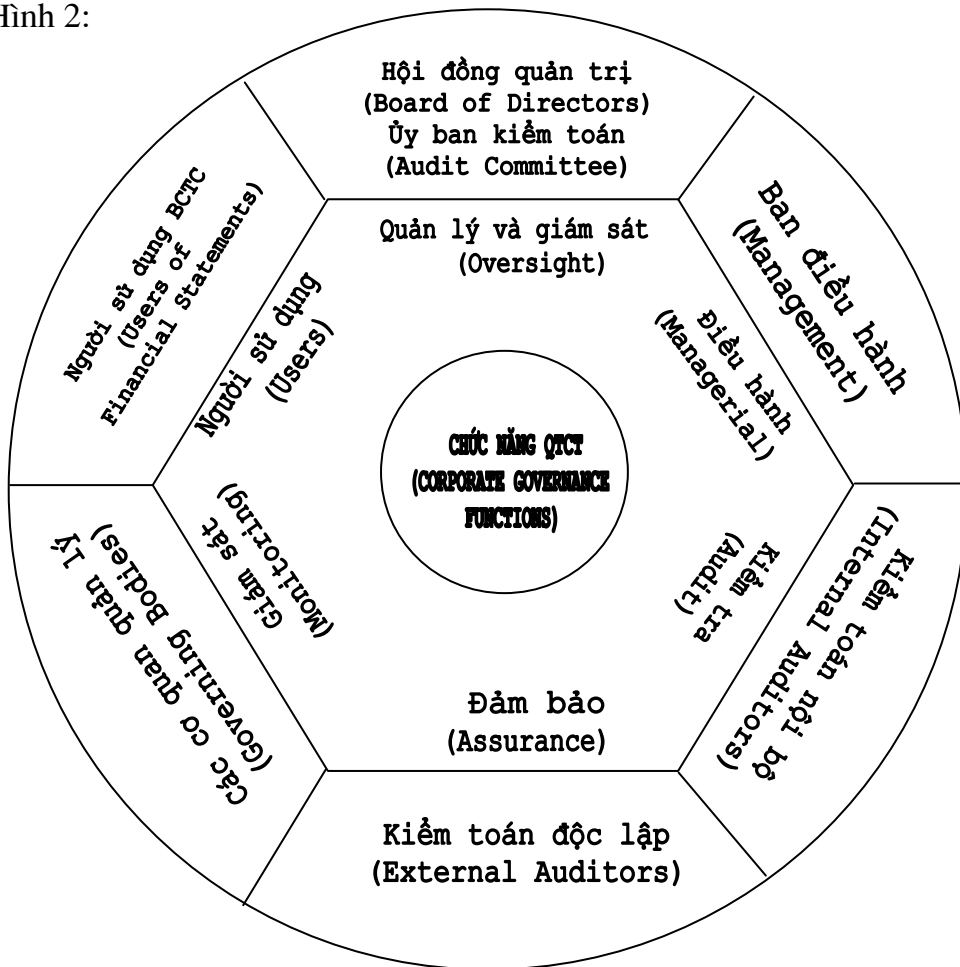 Hình 2:
Hội đồng quản trị
(Board of Directors)
Ủy ban kiểm toán
(Audit Committee)
Quản lý và giám sát
(Oversight)
Người sử dụng BCTC
(Users of
Financial Statements)
Người sử dụng
(Users)
Ban điều hành
(Management)
Điều hành
(Managerial)
CHỨC NĂNG QTCT
(CORPORATE GOVERNANCE
FUNCTIONS)
Các cơ quan quản lý
(Governing Bodies)
Giám sát
(Monitoring)
Kiểm tra
(Audit)
Kiểm toán nội bộ
(Internal Auditors)
Đảm bảo
(Assurance)
Kiểm toán độc lập
(External Auditors)